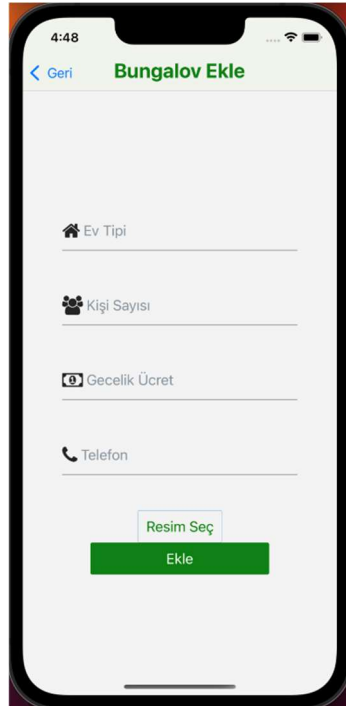 4:48
Geri
Bungalov Ekle
Ev Tipi
Kişi Sayısı
Gecelik Ücret
Telefon
Resim Seç
Ekle